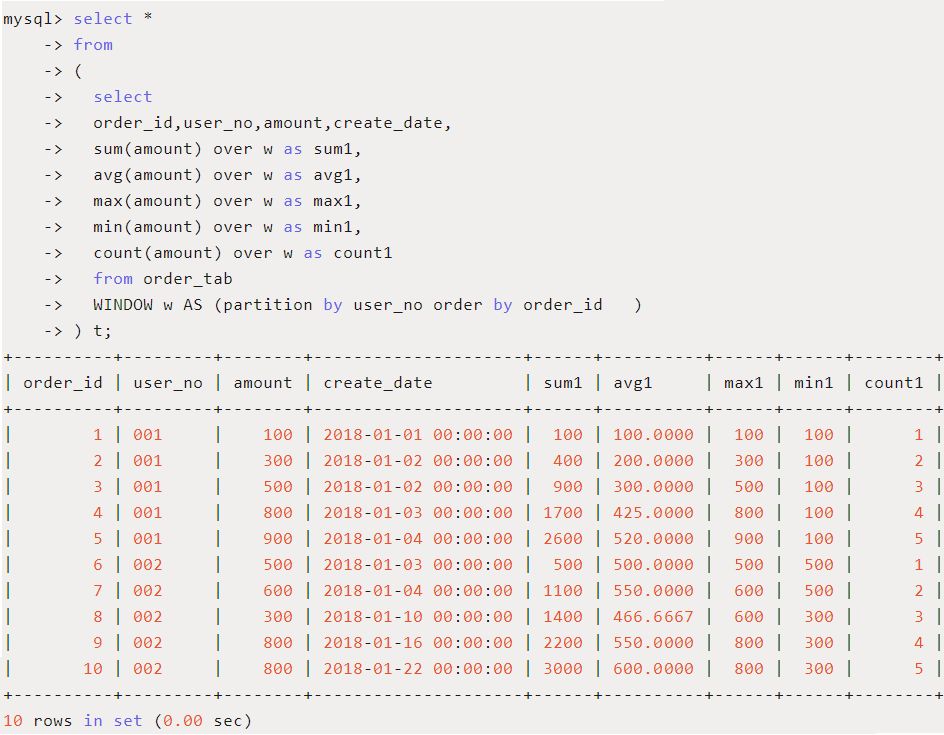 mysql> select *
    -> from
    -> (
    ->   select
    ->   order_id,user_no,amount,create_date,
    ->   sum(amount) over w as sum1,
    ->   avg(amount) over w as avg1,
    ->   max(amount) over w as max1,
    ->   min(amount) over w as min1,
    ->   count(amount) over w as count1
    ->   from order_tab
    ->   WINDOW w AS (partition by user_no order by order_id   )
    -> ) t;
+----------+---------+--------+---------------------+------+----------+------+------+--------+
| order_id | user_no | amount | create_date         | sum1 | avg1     | max1 | min1 | count1 |
+----------+---------+--------+---------------------+------+----------+------+------+--------+
|        1 | 001     |    100 | 2018-01-01 00:00:00 |  100 | 100.0000 |  100 |  100 |      1 |
|        2 | 001     |    300 | 2018-01-02 00:00:00 |  400 | 200.0000 |  300 |  100 |      2 |
|        3 | 001     |    500 | 2018-01-02 00:00:00 |  900 | 300.0000 |  500 |  100 |      3 |
|        4 | 001     |    800 | 2018-01-03 00:00:00 | 1700 | 425.0000 |  800 |  100 |      4 |
|        5 | 001     |    900 | 2018-01-04 00:00:00 | 2600 | 520.0000 |  900 |  100 |      5 |
|        6 | 002     |    500 | 2018-01-03 00:00:00 |  500 | 500.0000 |  500 |  500 |      1 |
|        7 | 002     |    600 | 2018-01-04 00:00:00 | 1100 | 550.0000 |  600 |  500 |      2 |
|        8 | 002     |    300 | 2018-01-10 00:00:00 | 1400 | 466.6667 |  600 |  300 |      3 |
|        9 | 002     |    800 | 2018-01-16 00:00:00 | 2200 | 550.0000 |  800 |  300 |      4 |
|       10 | 002     |    800 | 2018-01-22 00:00:00 | 3000 | 600.0000 |  800 |  300 |      5 |
+----------+---------+--------+---------------------+------+----------+------+------+--------+
10 rows in set (0.00 sec)